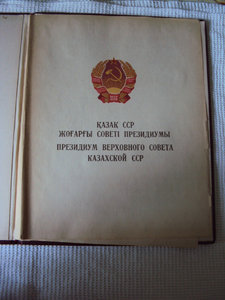 ҚАЗАҚ ССР
ЖОҒАРҒЫ СОВЕТІ ПРЕЗИДИУМЫ
ПРЕЗИДИУМ ВЕРХОВНОГО СОВЕТА
КАЗАХСКОЙ ССР